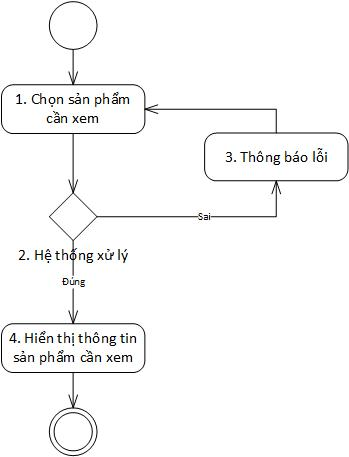 1. Chọn sản phẩm
cần xem
3. Thông báo lỗi
Sai
2. Hệ thống xử lý
Đúng
4. Hiển thị thông tin
sản phẩm cần xem